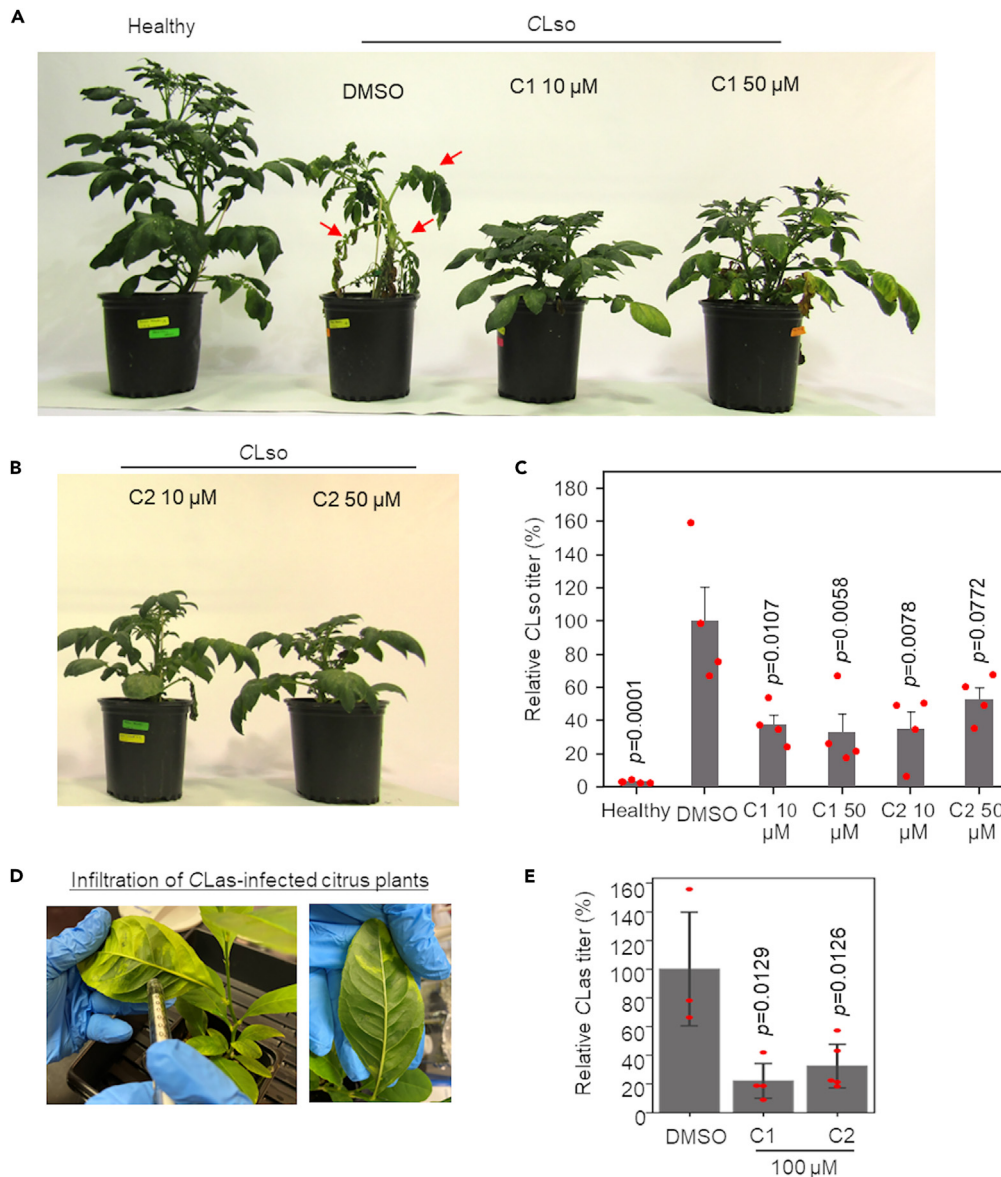 A
Healthy
CLso
DMSO
C1 10 µM
C1 50 µM
B
CLso
C2 10 µM
C2 50 µM
C
Relative CLso titer (%)
180
160
140
120
100
80
60
40
20
0
p=0.0001
p=0.0107
p=0.0058
p=0.0078
p=0.0772
Healthy
DMSO
C1 10
µM
C1 50
µM
C2 10
µM
C2 50
µM
D
Infiltration of CLas-infected citrus plants
E
Relative CLas titer (%)
160
140
120
100
80
60
40
20
0
p=0.0129
p=0.0126
DMSO
C1
C2
100 µM